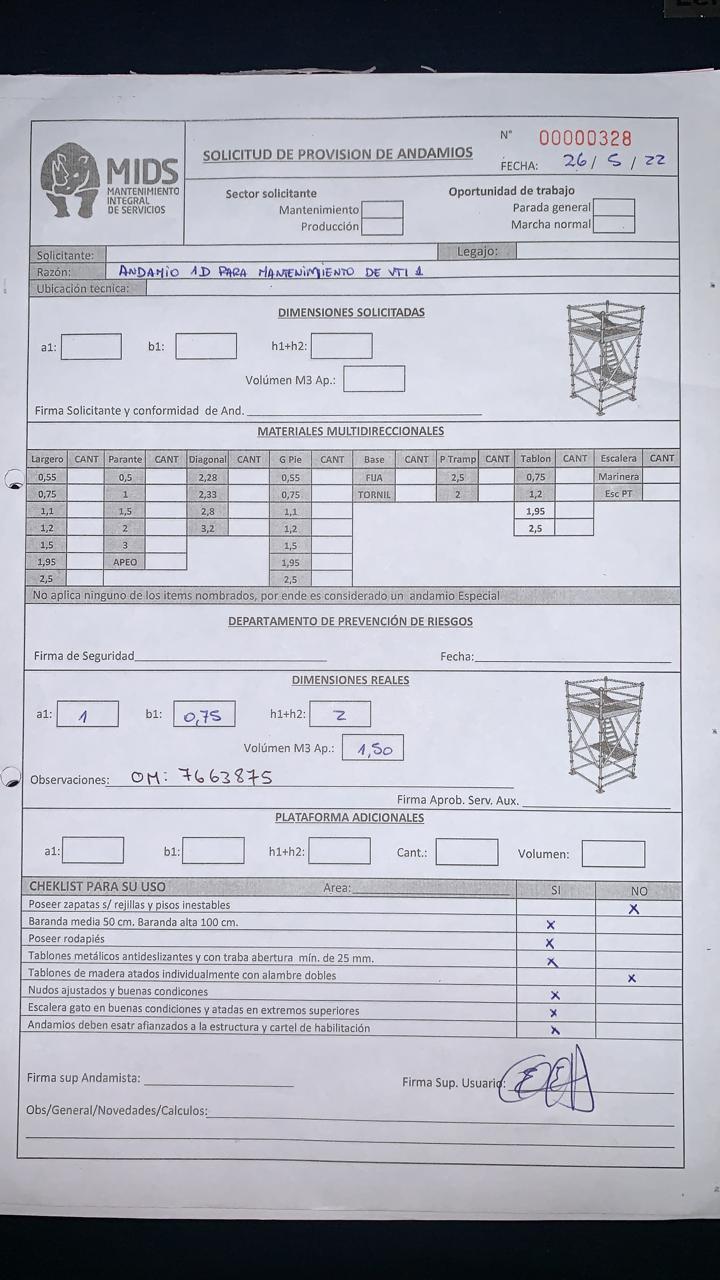 MIDS
MANTENIMIENTO
INTEGRAL
DE SERVICIOS
SOLICITUD DE PROVISION DE ANDAMIOS
N° 00000328
FECHA: 26/5/22
Sector solicitante
Mantenimiento
Producción
Oportunidad de trabajo
Parada general
Marcha normal
Solicitante: Legajo:
Razón: ANDAMIO 1D PARA MANTENIMIENTO DE VTI 1
Ubicación tecnica:
DIMENSIONES SOLICITADAS
a1: b1: h1+h2:
Volúmen M3 Ap.:
Firma Solicitante y conformidad de And.
MATERIALES MULTIDIRECCIONALES
Largero CANT Parante CANT Diagonal CANT G Pie CANT Base CANT P Tramp CANT Tablon CANT Escalera CANT
0,55 0,5 2,28 0,55 FIJA 2,5 0,75 Marinera
0,75 1 2,33 0,75 TORNIL 2 1,2 Esc PT
1,1 1,5 2,8 1,1 1,95
1,2 2 3,2 1,2 2,5
1,5 3 1,5
1,95 APEO 1,95
2,5 2,5
No aplica ninguno de los items nombrados, por ende es considerado un andamio Especial
DEPARTAMENTO DE PREVENCIÓN DE RIESGOS
Firma de Seguridad Fecha:
DIMENSIONES REALES
a1: 1 b1: 0,75 h1+h2: 2
Volúmen M3 Ap.: 1,50
Observaciones: OM: 7663875
Firma Aprob. Serv. Aux.
PLATAFORMA ADICIONALES
a1: b1: h1+h2: Cant.: Volumen:
CHEKLIST PARA SU USO Area: SI NO
Poseer zapatas s/ rejillas y pisos inestables X
Baranda media 50 cm. Baranda alta 100 cm. X
Poseer rodapiés X
Tablones metálicos antideslizantes y con traba abertura mín. de 25 mm. X
Tablones de madera atados individualmente con alambre dobles X
Nudos ajustados y buenas condicones X
Escalera gato en buenas condiciones y atadas en extremos superiores X
Andamios deben esatr afianzados a la estructura y cartel de habilitación X
Firma sup Andamista: Firma Sup. Usuario:
Obs/General/Novedades/Calculos: